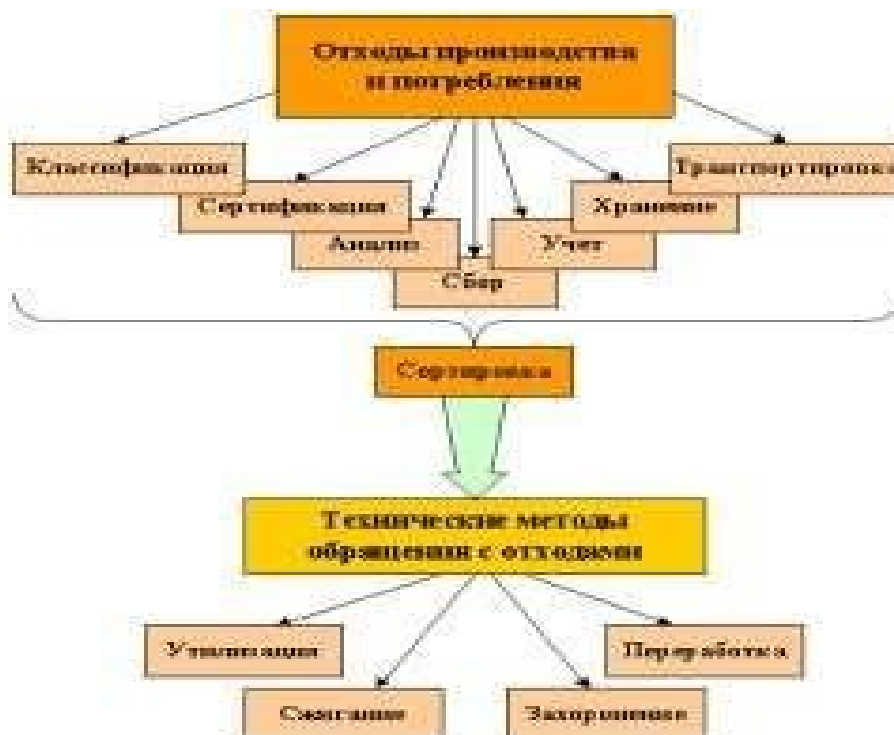 Отходы производства
и потребления
Классификация
Транспортировка
Сертификация
Хранение
Анализ
Учет
Сбор
Сортировка
Технические методы
обращения с отходами
Утилизация
Переработка
Сжигание
Захоронение